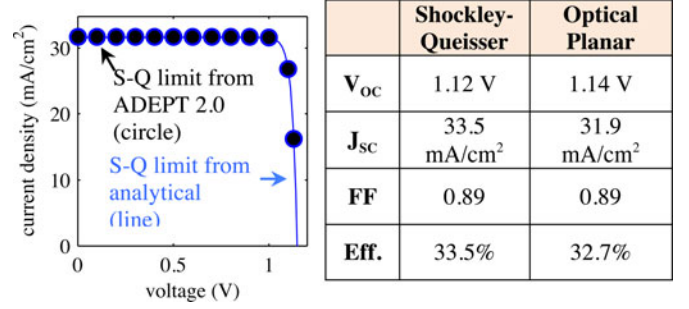 current density (mA/cm²)
30
20
10
0
S-Q limit from
ADEPT 2.0
(circle)
S-Q limit from
analytical
(line)
0
0.5
1
voltage (V)
Shockley-
Queisser
Optical
Planar
V_OC
1.12 V
1.14 V
J_SC
33.5
mA/cm²
31.9
mA/cm²
FF
0.89
0.89
Eff.
33.5%
32.7%